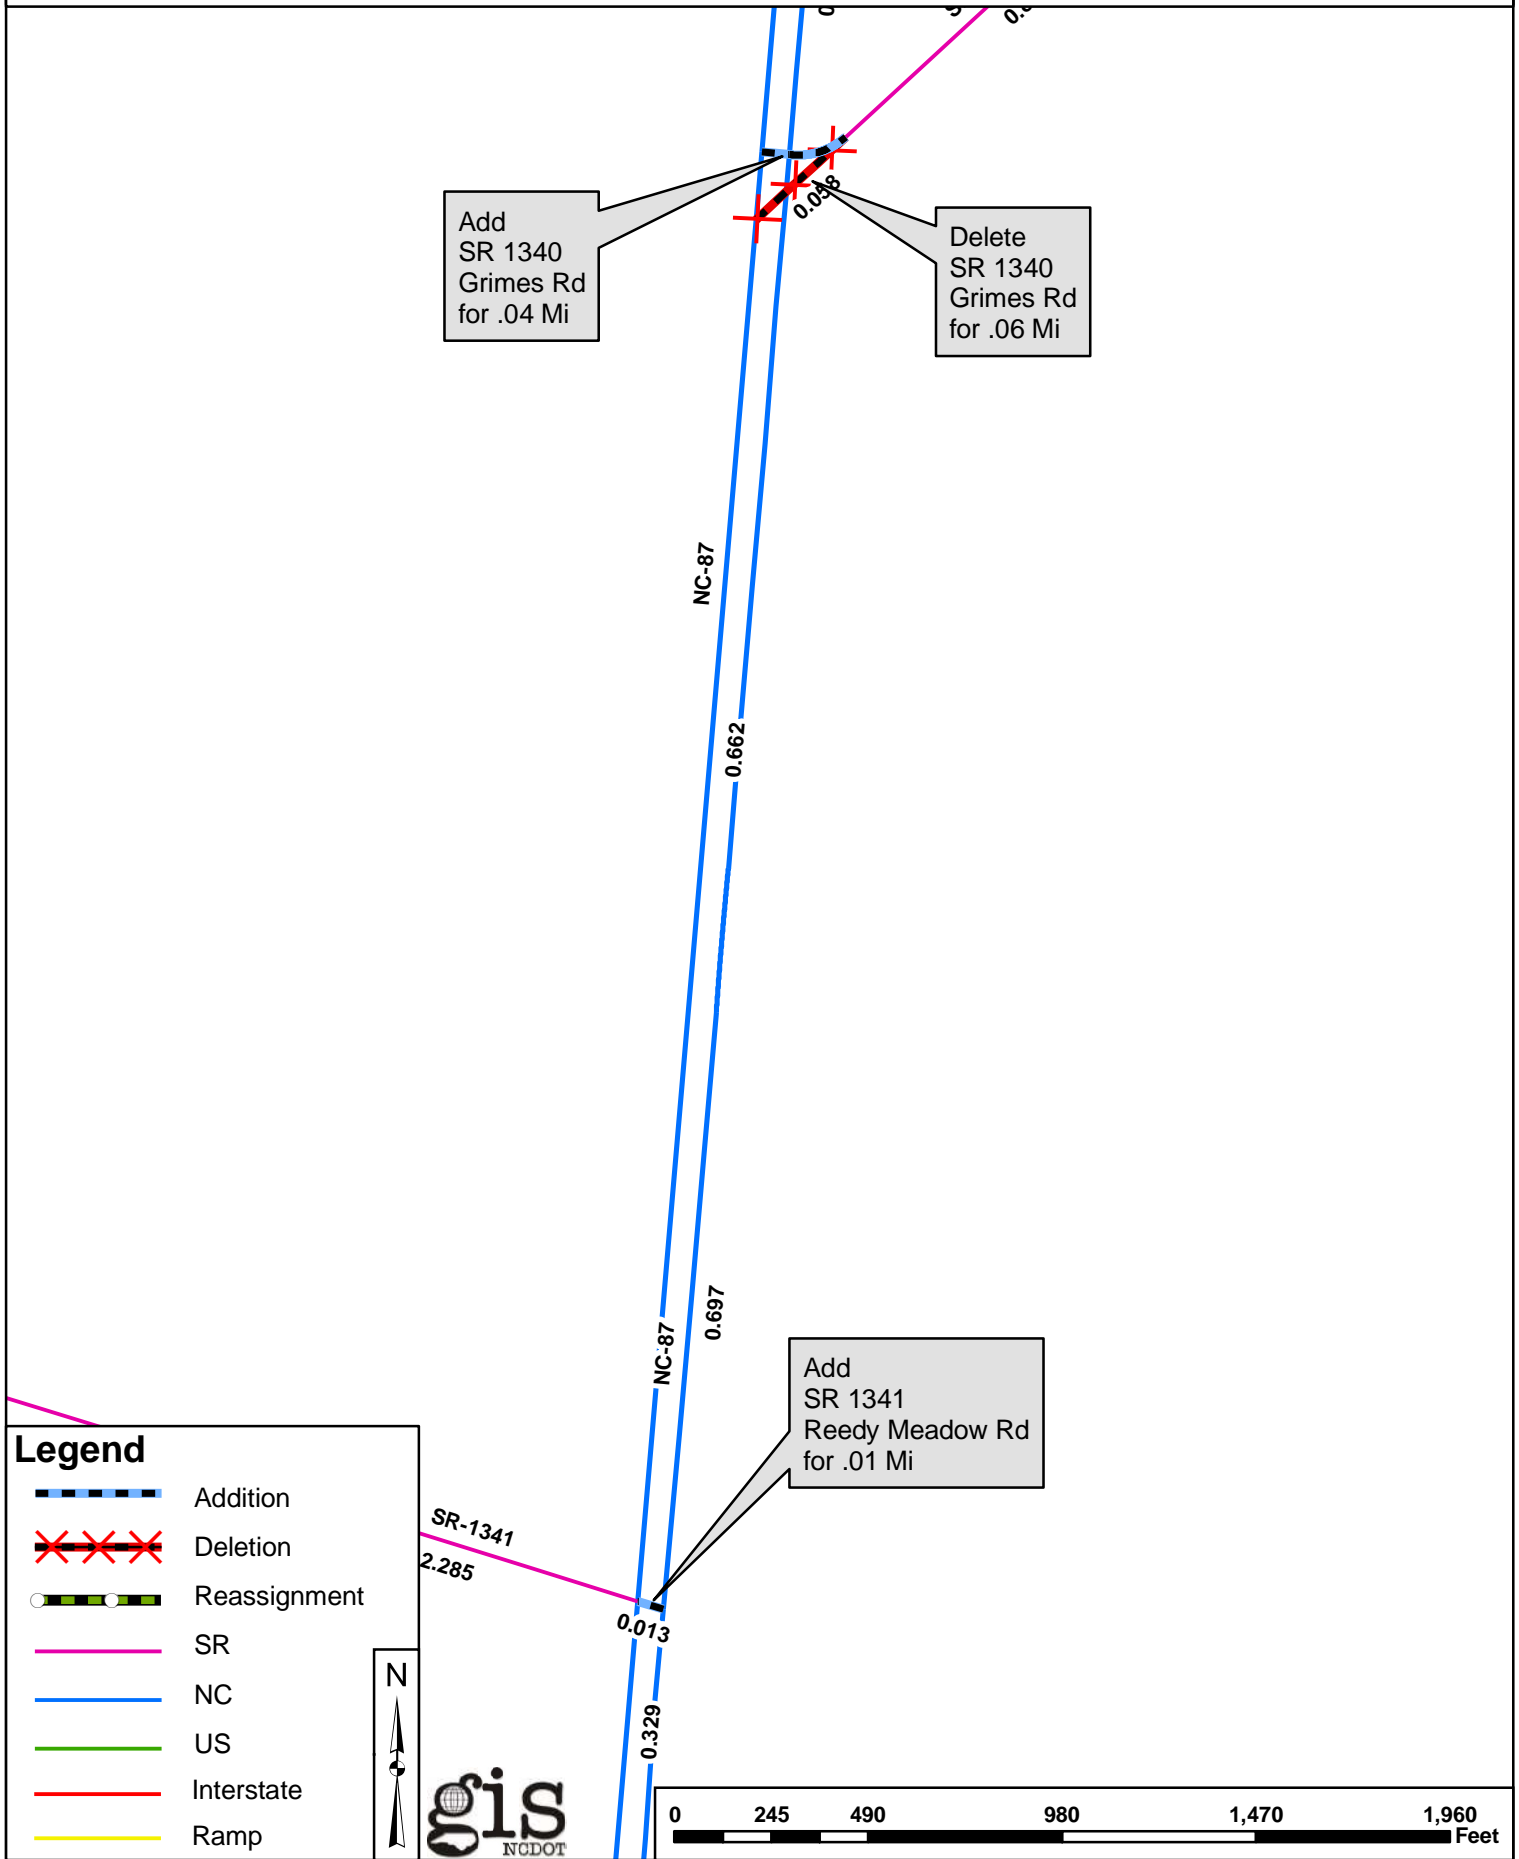 Add
SR 1340
Grimes Rd
for .04 Mi
0.058
Delete
SR 1340
Grimes Rd
for .06 Mi
NC-87
0.662
0.697
NC-87
Add
SR 1341
Reedy Meadow Rd
for .01 Mi
SR-1341
2.285
0.013
0.329
Legend
Addition
Deletion
Reassignment
SR
NC
US
Interstate
Ramp
N
gis
NCDOT
0 245 490 980 1,470 1,960
Feet